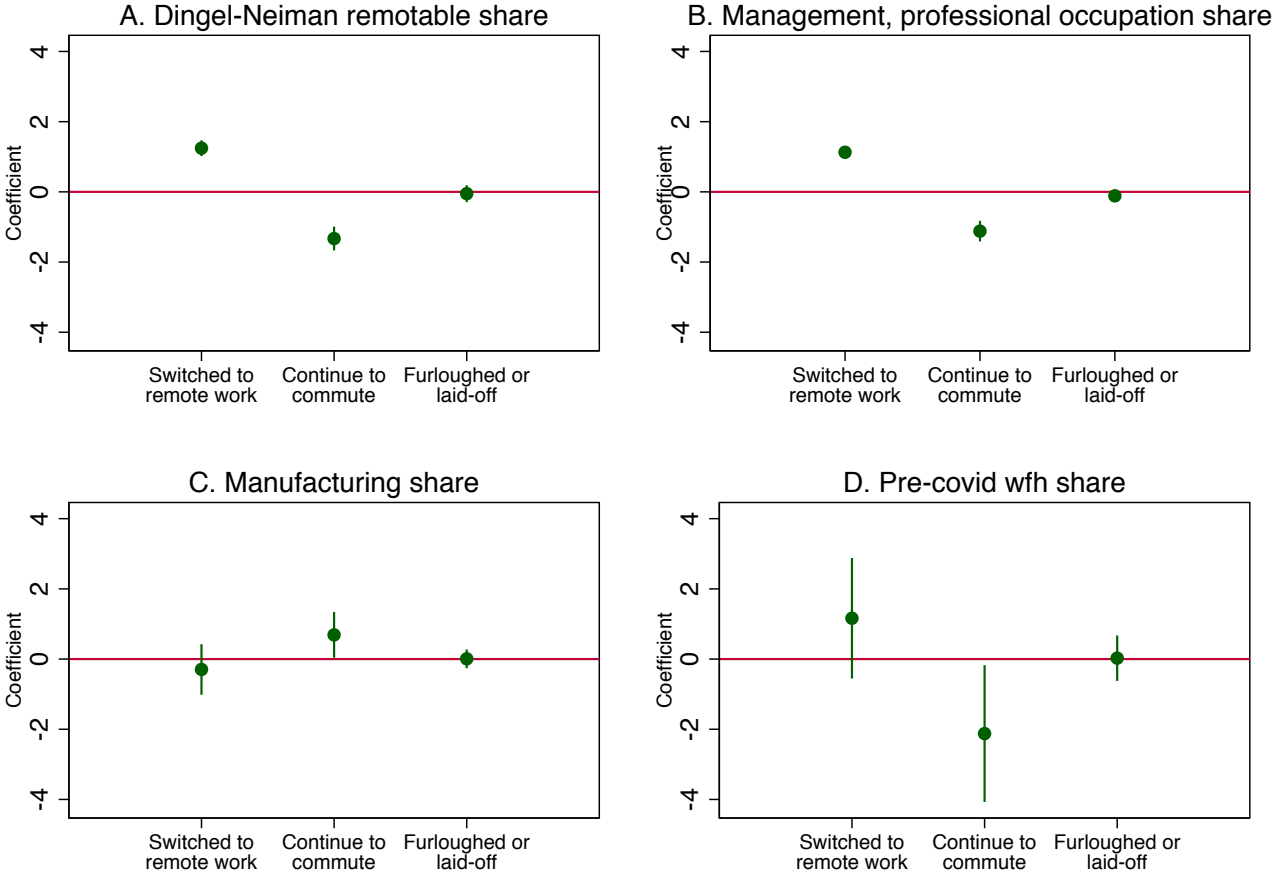 A. Dingel-Neiman remotable share
Coefficient
4
2
0
-2
-4
Switched to
remote work
Continue to
commute
Furloughed or
laid-off
B. Management, professional occupation share
Coefficient
4
2
0
-2
-4
Switched to
remote work
Continue to
commute
Furloughed or
laid-off
C. Manufacturing share
Coefficient
4
2
0
-2
-4
Switched to
remote work
Continue to
commute
Furloughed or
laid-off
D. Pre-covid wfh share
Coefficient
4
2
0
-2
-4
Switched to
remote work
Continue to
commute
Furloughed or
laid-off